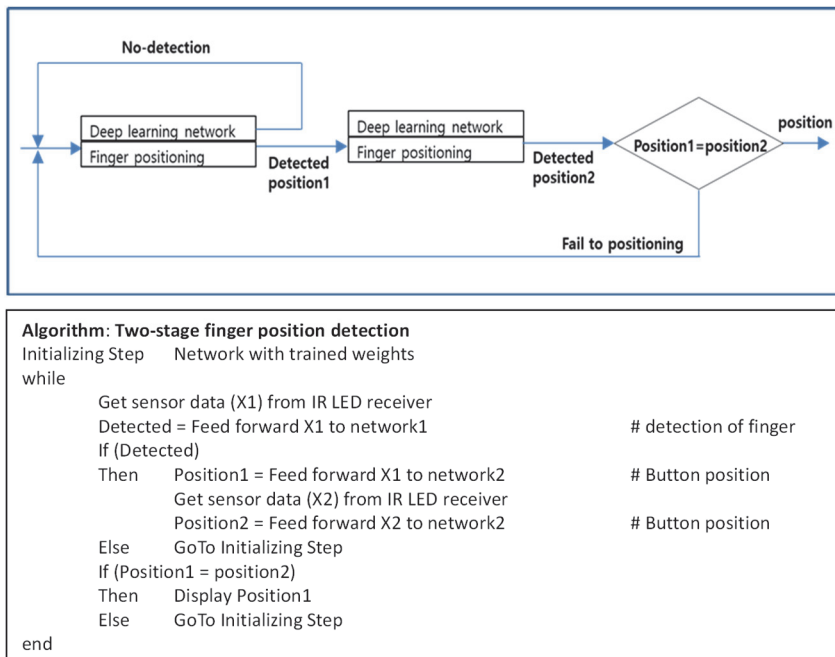 No-detection
Deep learning network
Finger positioning
Detected
position1
Deep learning network
Finger positioning
Detected
position2
Position1=position2
position
Fail to positioning
Algorithm: Two-stage finger position detection
Initializing Step Network with trained weights
while
Get sensor data (X1) from IR LED receiver
Detected = Feed forward X1 to network1 # detection of finger
If (Detected)
Then Position1 = Feed forward X1 to network2 # Button position
Get sensor data (X2) from IR LED receiver
Position2 = Feed forward X2 to network2 # Button position
Else GoTo Initializing Step
If (Position1 = position2)
Then Display Position1
Else GoTo Initializing Step
end